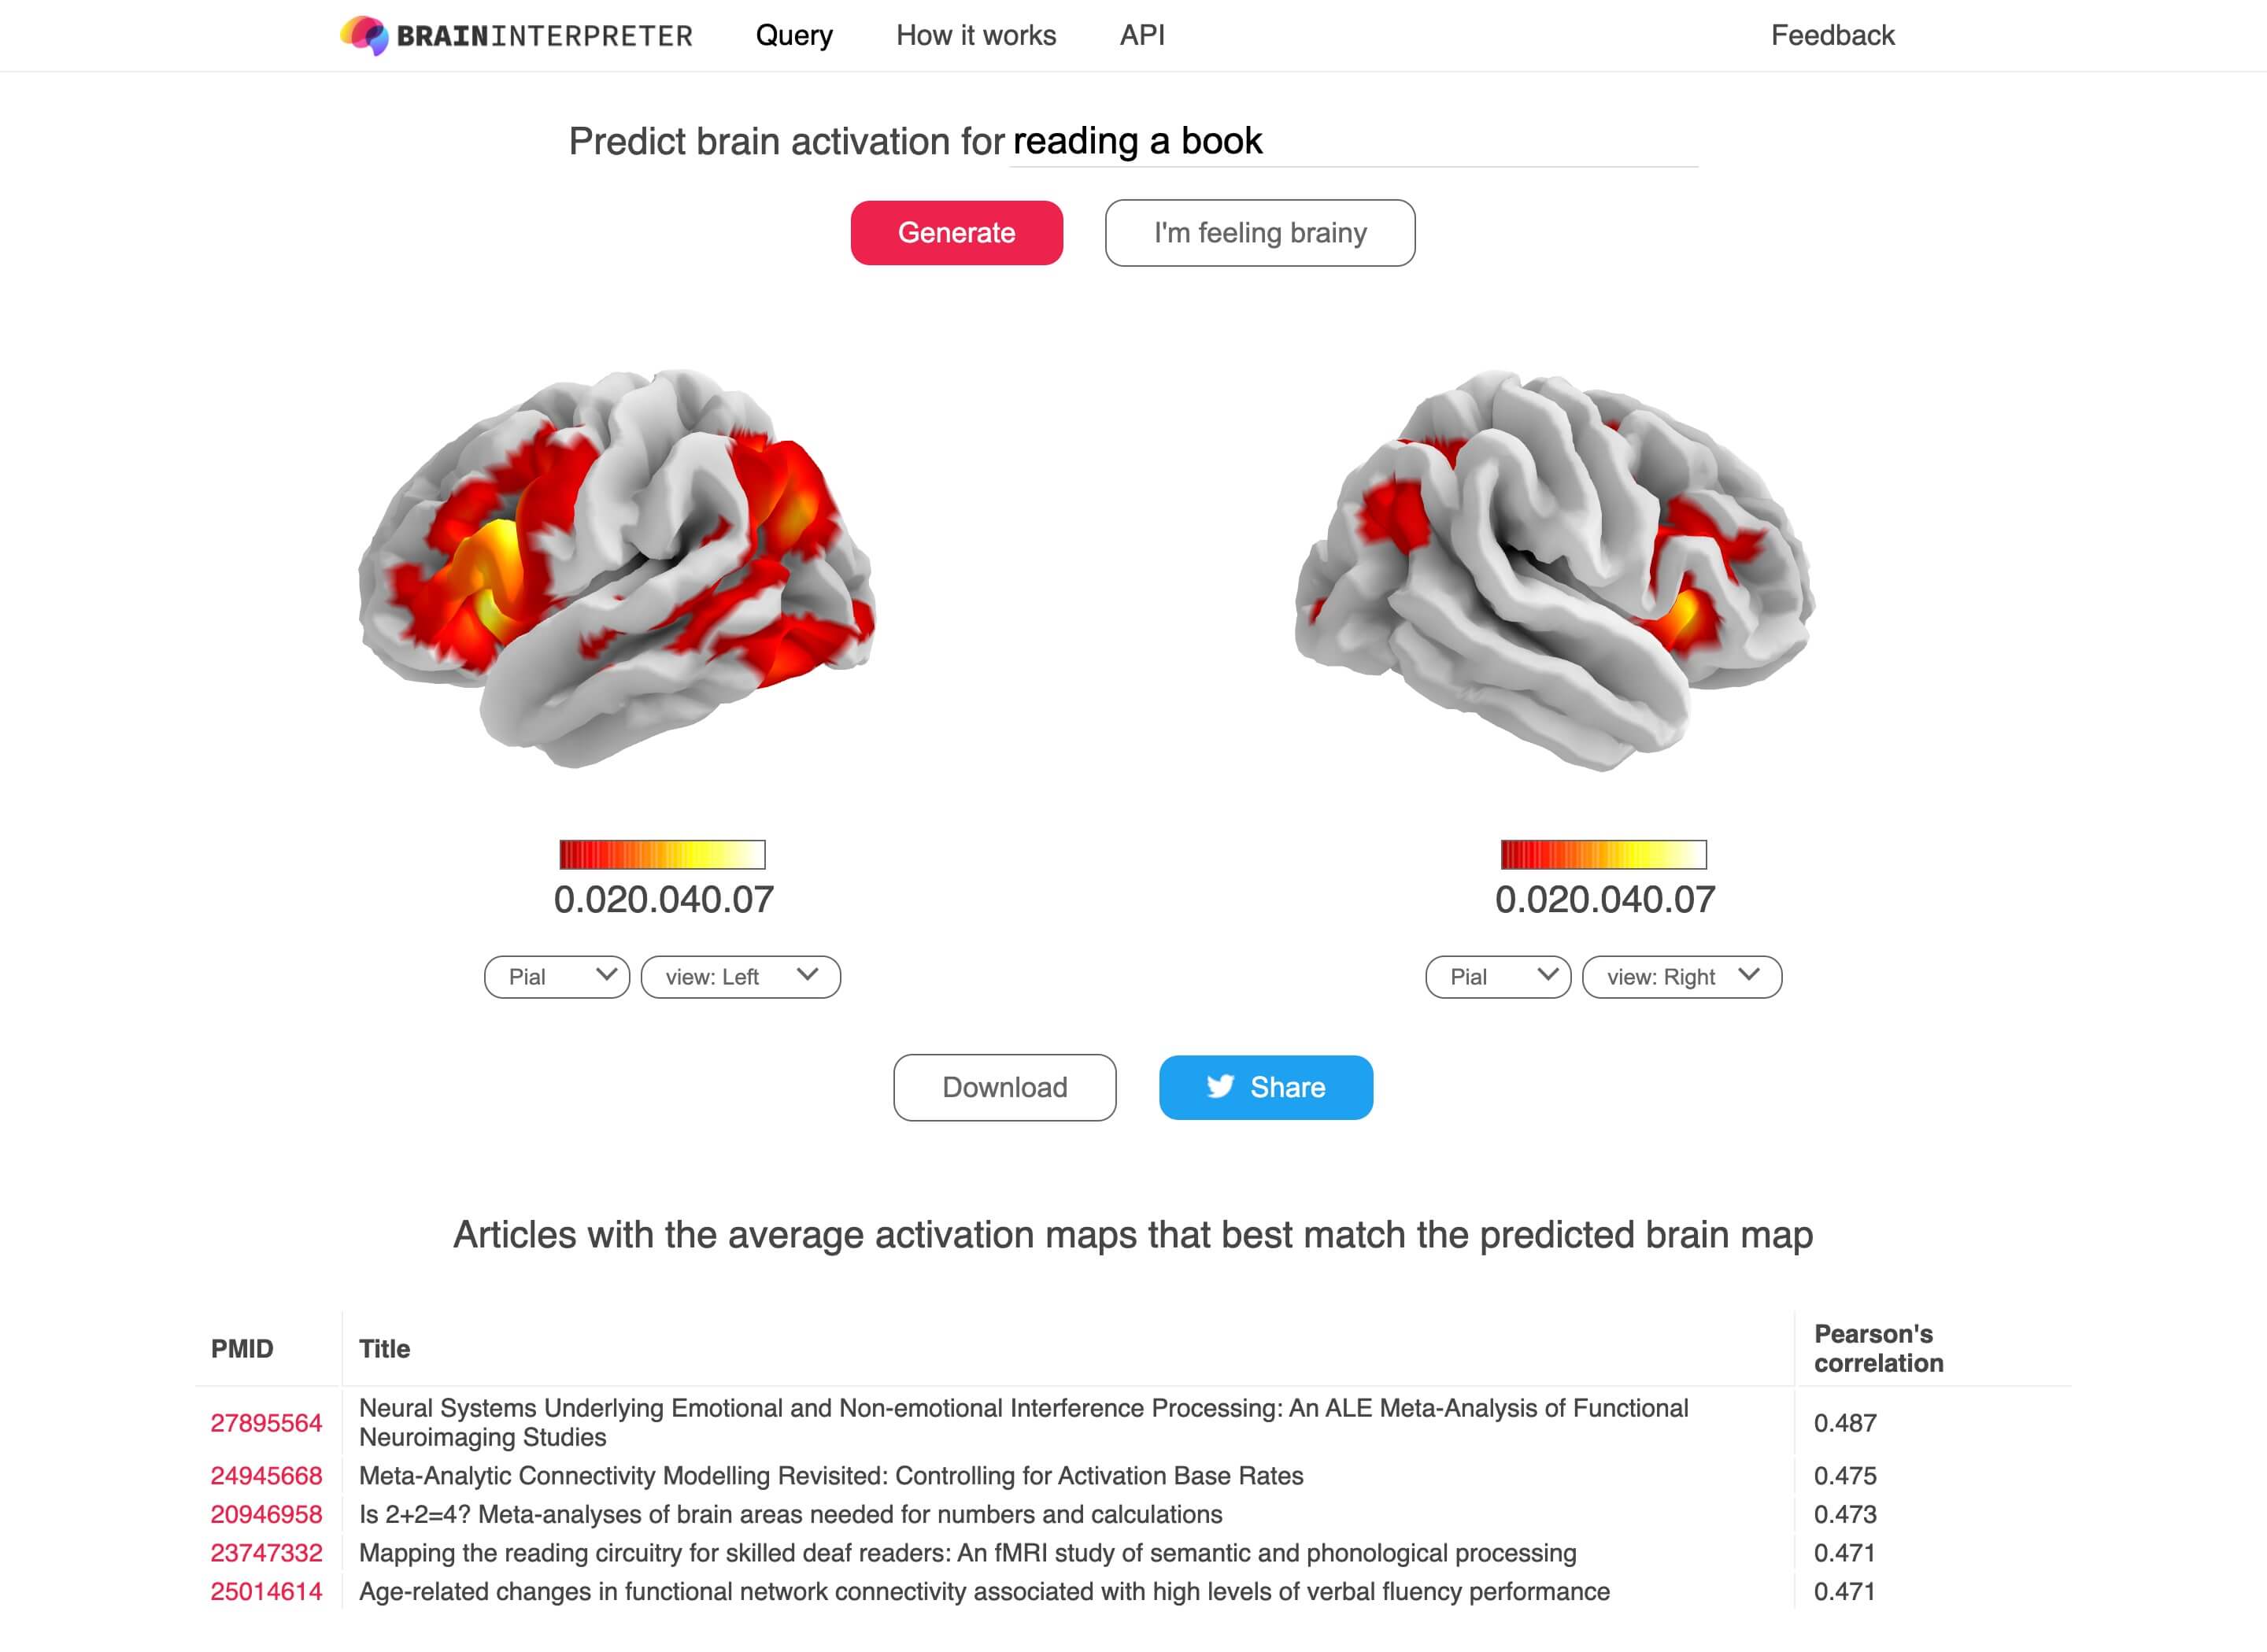 BRAININTERPRETER Query How it works API Feedback
Predict brain activation for reading a book
Generate I'm feeling brainy
0.020.040.07 0.020.040.07
Pial view: Left Pial view: Right
Download Share
Articles with the average activation maps that best match the predicted brain map
PMID Title Pearson's correlation
27895564 Neural Systems Underlying Emotional and Non-emotional Interference Processing: An ALE Meta-Analysis of Functional
Neuroimaging Studies 0.487
24945668 Meta-Analytic Connectivity Modelling Revisited: Controlling for Activation Base Rates 0.475
20946958 Is 2+2=4? Meta-analyses of brain areas needed for numbers and calculations 0.473
23747332 Mapping the reading circuitry for skilled deaf readers: An fMRI study of semantic and phonological processing 0.471
25014614 Age-related changes in functional network connectivity associated with high levels of verbal fluency performance 0.471